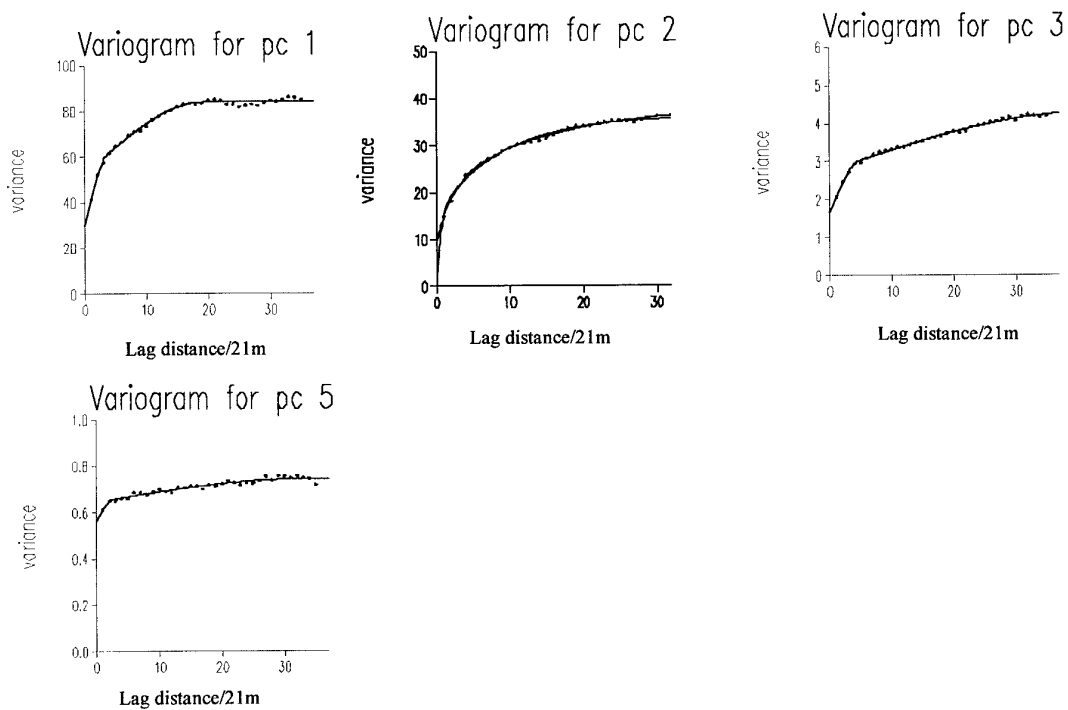 Variogram for pc 1
100
80
60
40
20
0
variance
0 10 20 30
Lag distance/21m
Variogram for pc 2
50
40
30
20
10
0
variance
0 10 20 30
Lag distance/21m
Variogram for pc 3
6
5
4
3
2
1
0
variance
0 10 20 30
Lag distance/21m
Variogram for pc 5
1.0
0.8
0.6
0.4
0.2
0.0
variance
0 10 20 30
Lag distance/21m